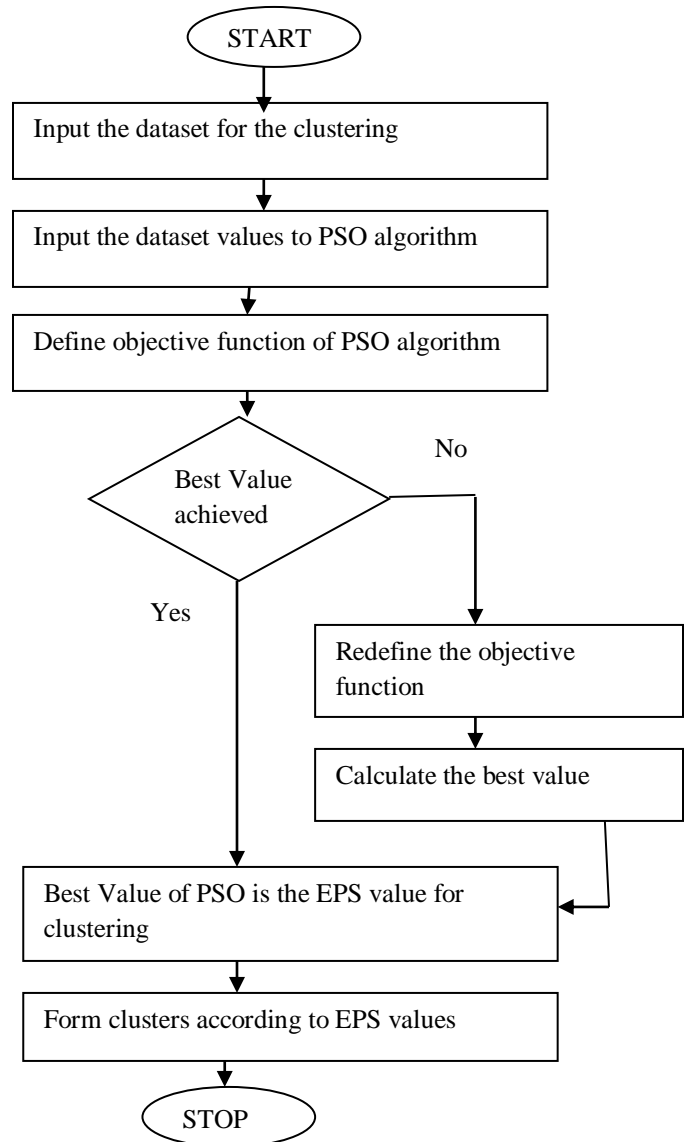 START
Input the dataset for the clustering
Input the dataset values to PSO algorithm
Define objective function of PSO algorithm
No
Best Value
achieved
Yes
Redefine the objective
function
Calculate the best value
Best Value of PSO is the EPS value for
clustering
Form clusters according to EPS values
STOP